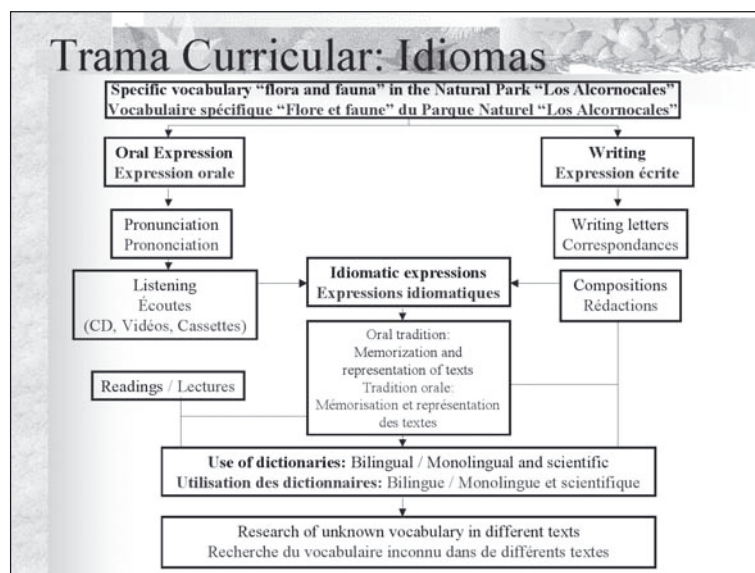 Trama Curricular: Idiomas
Specific vocabulary “flora and fauna” in the Natural Park “Los Alcornocales”
Vocabulaire spécifique “Flore et faune” du Parque Naturel “Los Alcornocales”
Oral Expression
Expression orale
Writing
Expression écrite
Pronunciation
Prononciation
Writing letters
Correspondances
Listening
Écoutes
(CD, Vidéos, Cassettes)
Idiomatic expressions
Expressions idiomatiques
Compositions
Rédactions
Oral tradition:
Memorization and
representation of texts
Tradition orale:
Mémorisation et représentation
des textes
Readings / Lectures
Use of dictionaries: Bilingual / Monolingual and scientific
Utilisation des dictionnaires: Bilingue / Monolingue et scientifique
Research of unknown vocabulary in different texts
Recherche du vocabulaire inconnu dans de différents textes